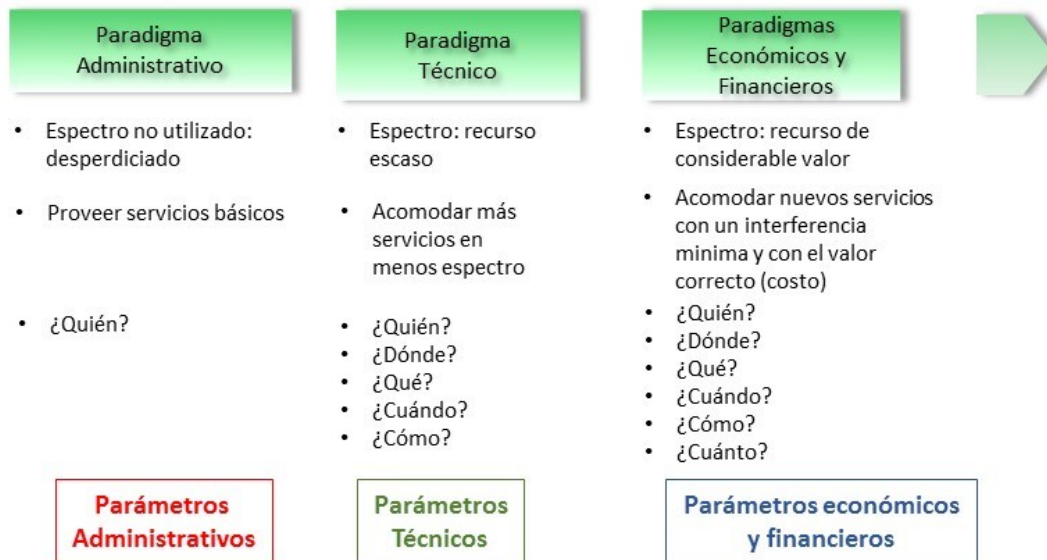 Paradigma
Administrativo
• Espectro no utilizado:
desperdiciado
• Proveer servicios básicos
• ¿Quién?
Parámetros
Administrativos
Paradigma
Técnico
• Espectro: recurso
escaso
• Acomodar más
servicios en
menos espectro
• ¿Quién?
• ¿Dónde?
• ¿Qué?
• ¿Cuándo?
• ¿Cómo?
Parámetros
Técnicos
Paradigmas
Económicos y
Financieros
• Espectro: recurso de
considerable valor
• Acomodar nuevos servicios
con un interferencia
minima y con el valor
correcto (costo)
• ¿Quién?
• ¿Dónde?
• ¿Qué?
• ¿Cuándo?
• ¿Cómo?
• ¿Cuánto?
Parámetros económicos
y financieros